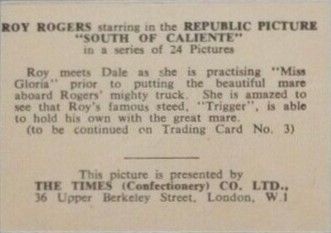 ROY ROGERS starring in the REPUBLIC PICTURE
"SOUTH OF CALIENTE"
in a series of 24 Pictures
Roy meets Dale as she is practising "Miss
Gloria" prior to putting the beautiful mare
aboard Rogers' mighty truck. She is amazed to
see that Roy's famous steed, "Trigger", is able
to hold his own with the great mare.
(to be continued on Trading Card No. 3)
This picture is presented by
THE TIMES (Confectionery) CO. LTD.,
36 Upper Berkeley Street, London, W.1